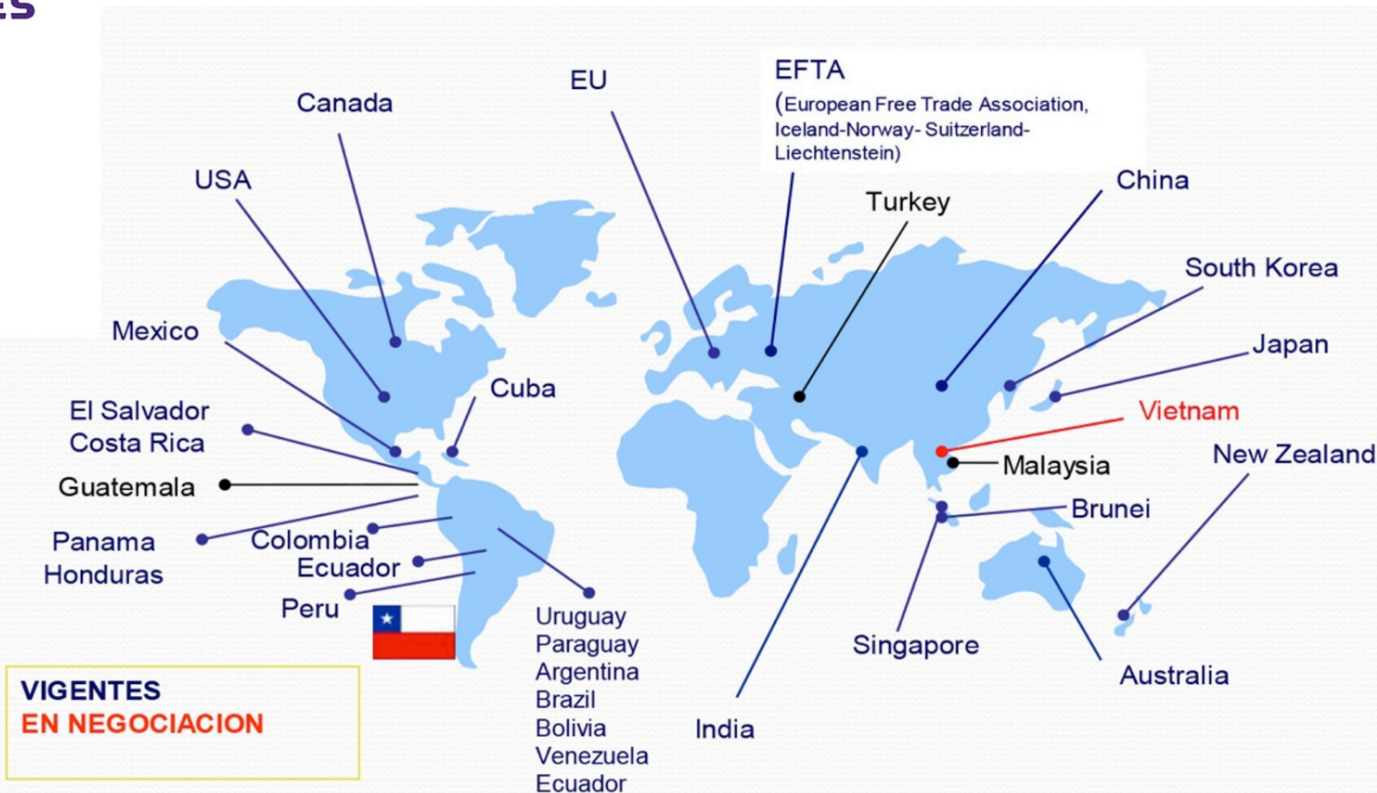 ES
EU
EFTA
(European Free Trade Association,
Iceland-Norway- Suitzerland-
Liechtenstein)
Canada
USA
China
Turkey
South Korea
Mexico
Japan
Cuba
El Salvador
Costa Rica
Vietnam
New Zealand
Malaysia
Guatemala
Brunei
Panama
Honduras
Colombia
Ecuador
Peru
Uruguay
Paraguay
Argentina
Brazil
Bolivia
Venezuela
Ecuador
Singapore
Australia
India
VIGENTES
EN NEGOCIACION